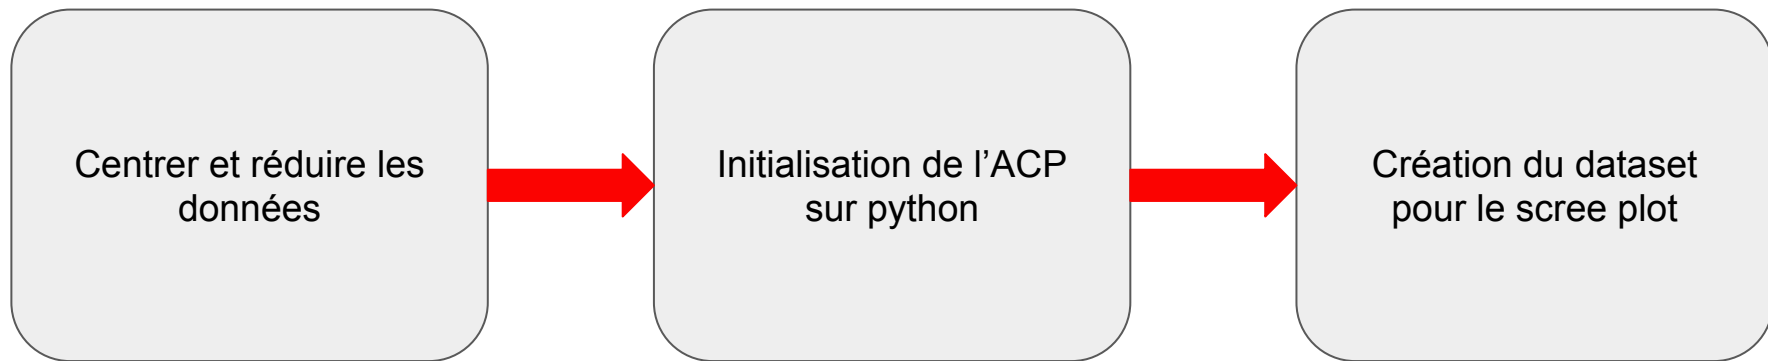 Centrer et réduire les
données
Initialisation de l’ACP
sur python
Création du dataset
pour le scree plot